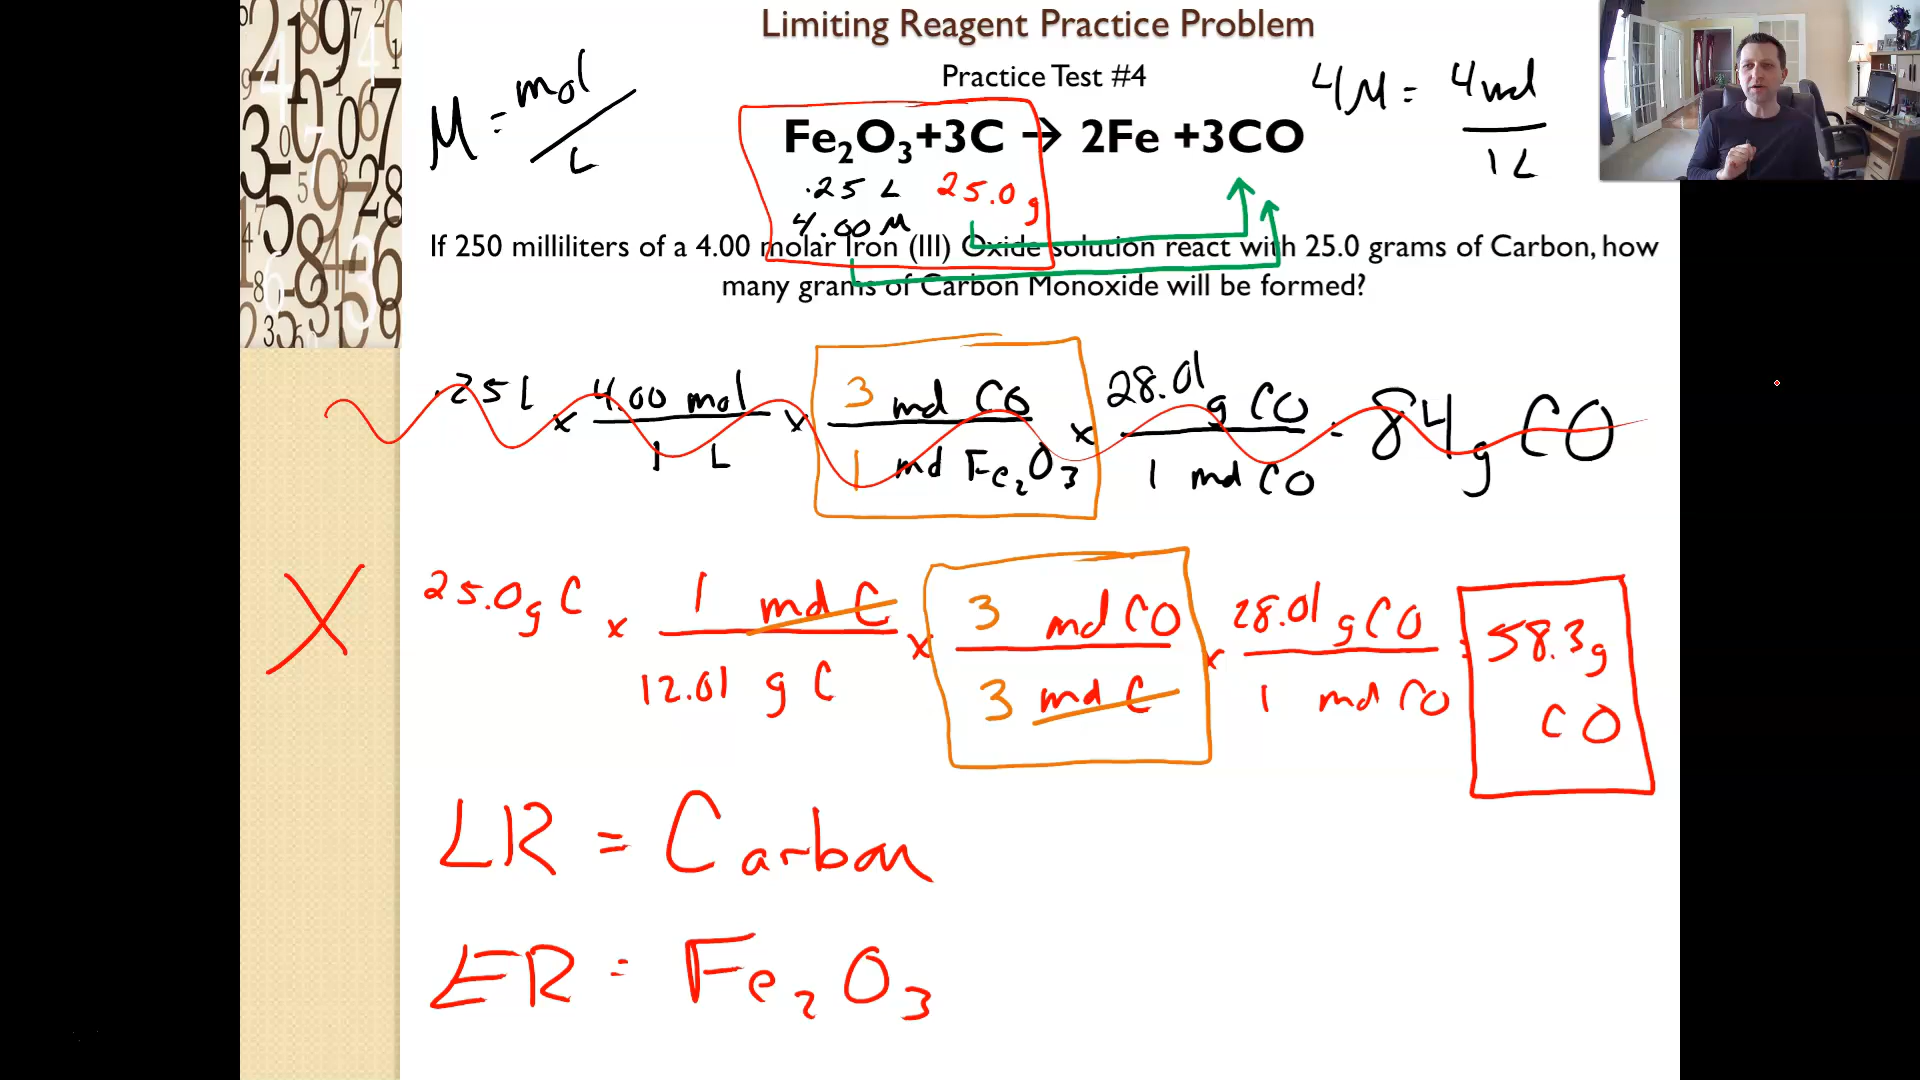 Limiting Reagent Practice Problem
Practice Test #4
M = mol / L
4M = 4 mol / 1 L
Fe₂O₃+3C → 2Fe +3CO
.25 L 25.0 g
4.00 M
If 250 milliliters of a 4.00 molar Iron (III) Oxide solution react with 25.0 grams of Carbon, how
many grams of Carbon Monoxide will be formed?
.25 L x 4.00 mol / 1 L x 3 mol CO / 1 mol Fe₂O₃ x 28.01 g CO / 1 mol CO = 84 g CO
X 25.0 g C x 1 mol C / 12.01 g C x 3 mol CO / 3 mol C x 28.01 g CO / 1 mol CO = 58.3 g CO
LR = Carbon
ER = Fe₂O₃